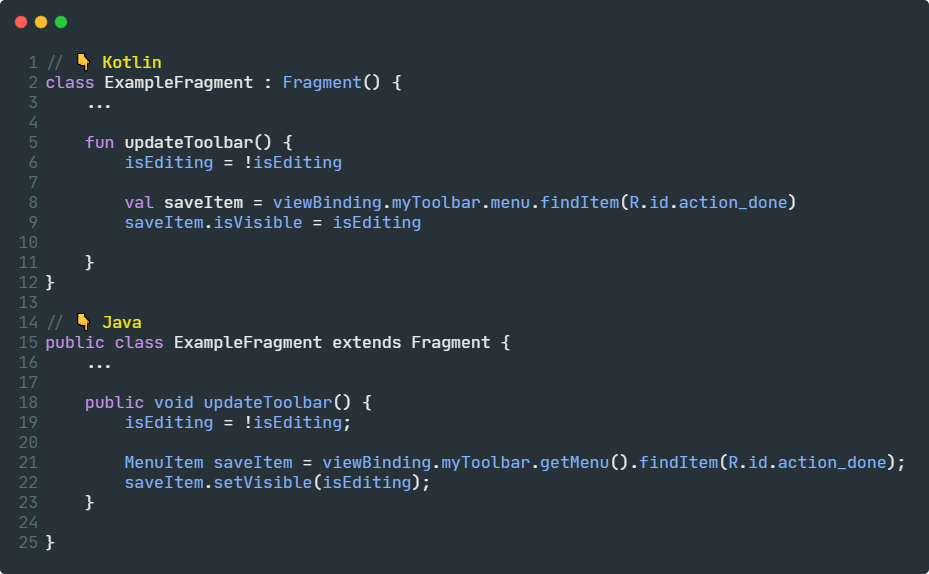 1 // 👇 Kotlin
2 class ExampleFragment : Fragment() {
3     ...
4
5     fun updateToolbar() {
6         isEditing = !isEditing
7
8         val saveItem = viewBinding.myToolbar.menu.findItem(R.id.action_done)
9         saveItem.isVisible = isEditing
10
11     }
12 }
13
14 // 👇 Java
15 public class ExampleFragment extends Fragment {
16     ...
17
18     public void updateToolbar() {
19         isEditing = !isEditing;
20
21         MenuItem saveItem = viewBinding.myToolbar.getMenu().findItem(R.id.action_done);
22         saveItem.setVisible(isEditing);
23     }
24
25 }